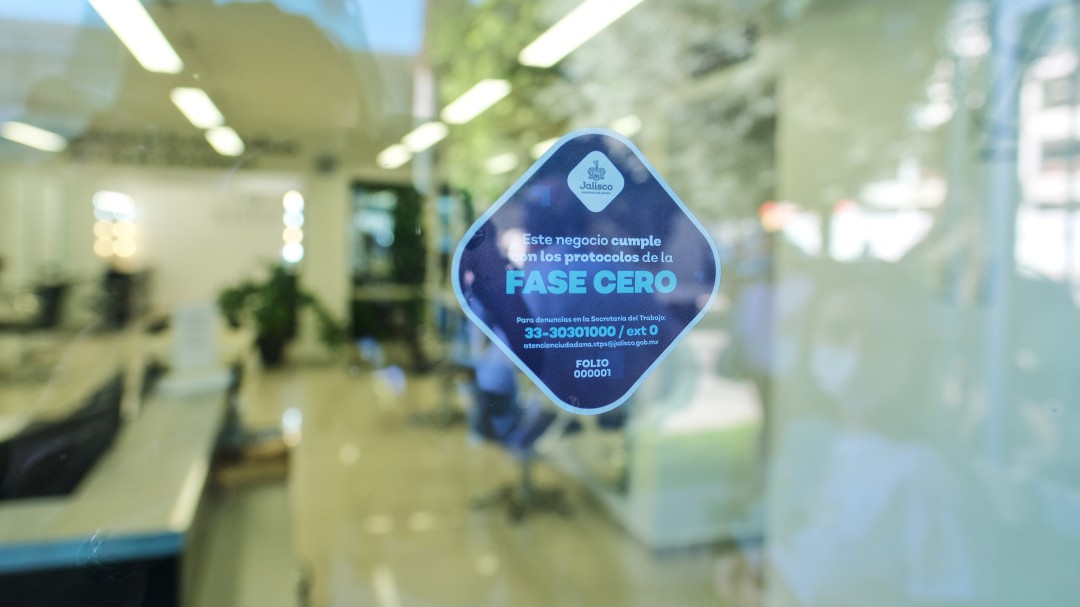 Jalisco
Este negocio cumple
con los protocolos de la
FASE CERO
Para denuncias en la Secretaría del Trabajo:
33-30301000 / ext 0
atencionciudadana.stps@jalisco.gob.mx
FOLIO
000001